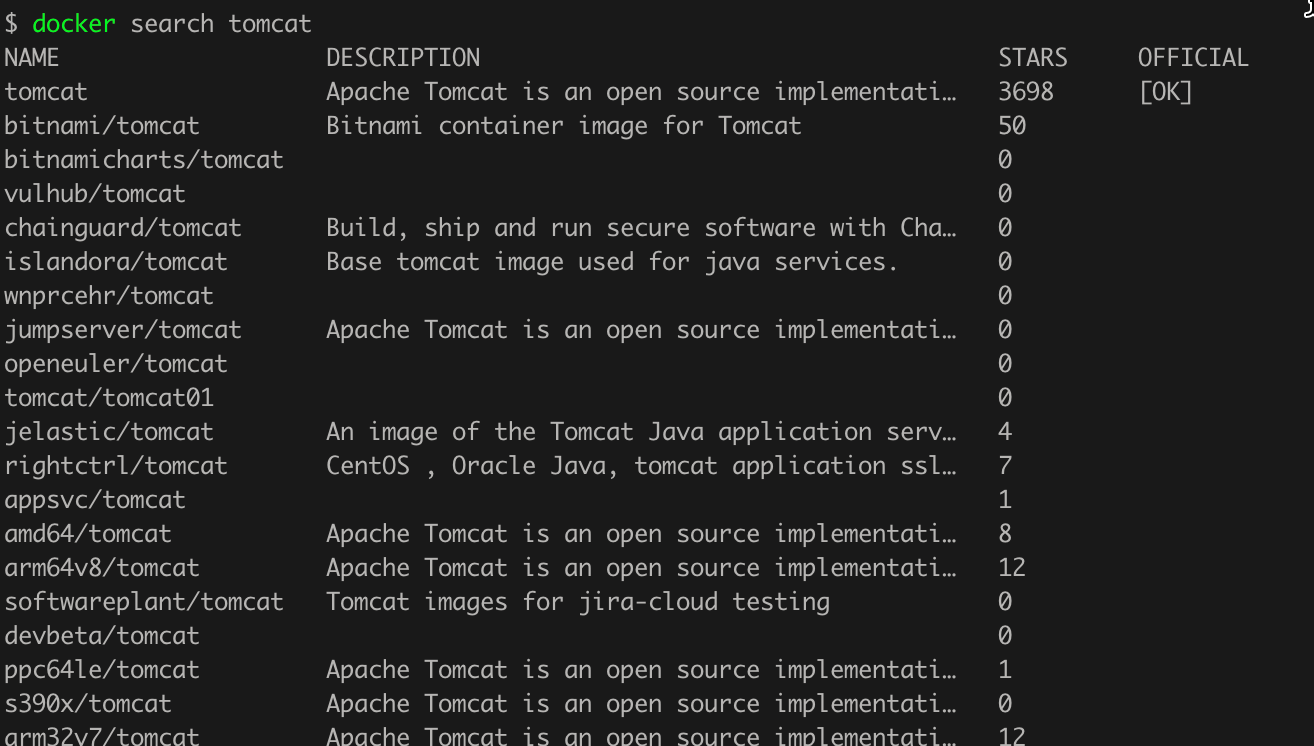 $ docker search tomcat
NAME DESCRIPTION STARS OFFICIAL
tomcat Apache Tomcat is an open source implementati… 3698 [OK]
bitnami/tomcat Bitnami container image for Tomcat 50
bitnamicharts/tomcat 0
vulhub/tomcat 0
chainguard/tomcat Build, ship and run secure software with Cha… 0
islandora/tomcat Base tomcat image used for java services. 0
wnprcehr/tomcat 0
jumpserver/tomcat Apache Tomcat is an open source implementati… 0
openeuler/tomcat 0
tomcat/tomcat01 0
jelastic/tomcat An image of the Tomcat Java application serv… 4
rightctrl/tomcat CentOS , Oracle Java, tomcat application ssl… 7
appsvc/tomcat 1
amd64/tomcat Apache Tomcat is an open source implementati… 8
arm64v8/tomcat Apache Tomcat is an open source implementati… 12
softwareplant/tomcat Tomcat images for jira-cloud testing 0
devbeta/tomcat 0
ppc64le/tomcat Apache Tomcat is an open source implementati… 1
s390x/tomcat Apache Tomcat is an open source implementati… 0
arm32v7/tomcat Apache Tomcat is an open source implementati… 12